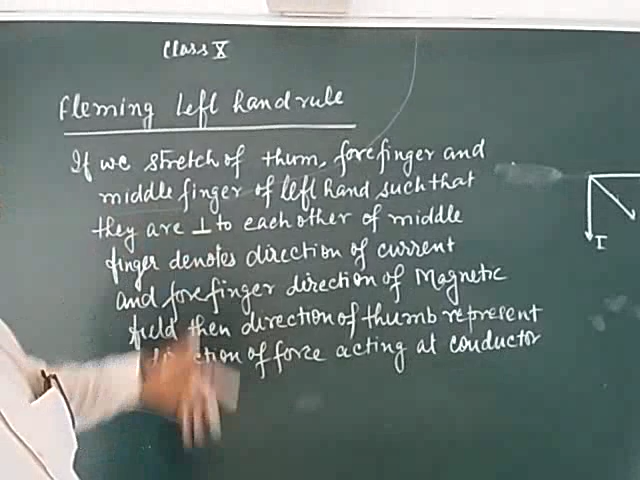 Class X
Fleming Left hand rule
If we stretch of thum, forefinger and
middle finger of left hand such that
they are ⊥ to each other of middle
finger denotes direction of current
and forefinger direction of Magnetic
field then direction of thumb represent
of force acting at conductor
I